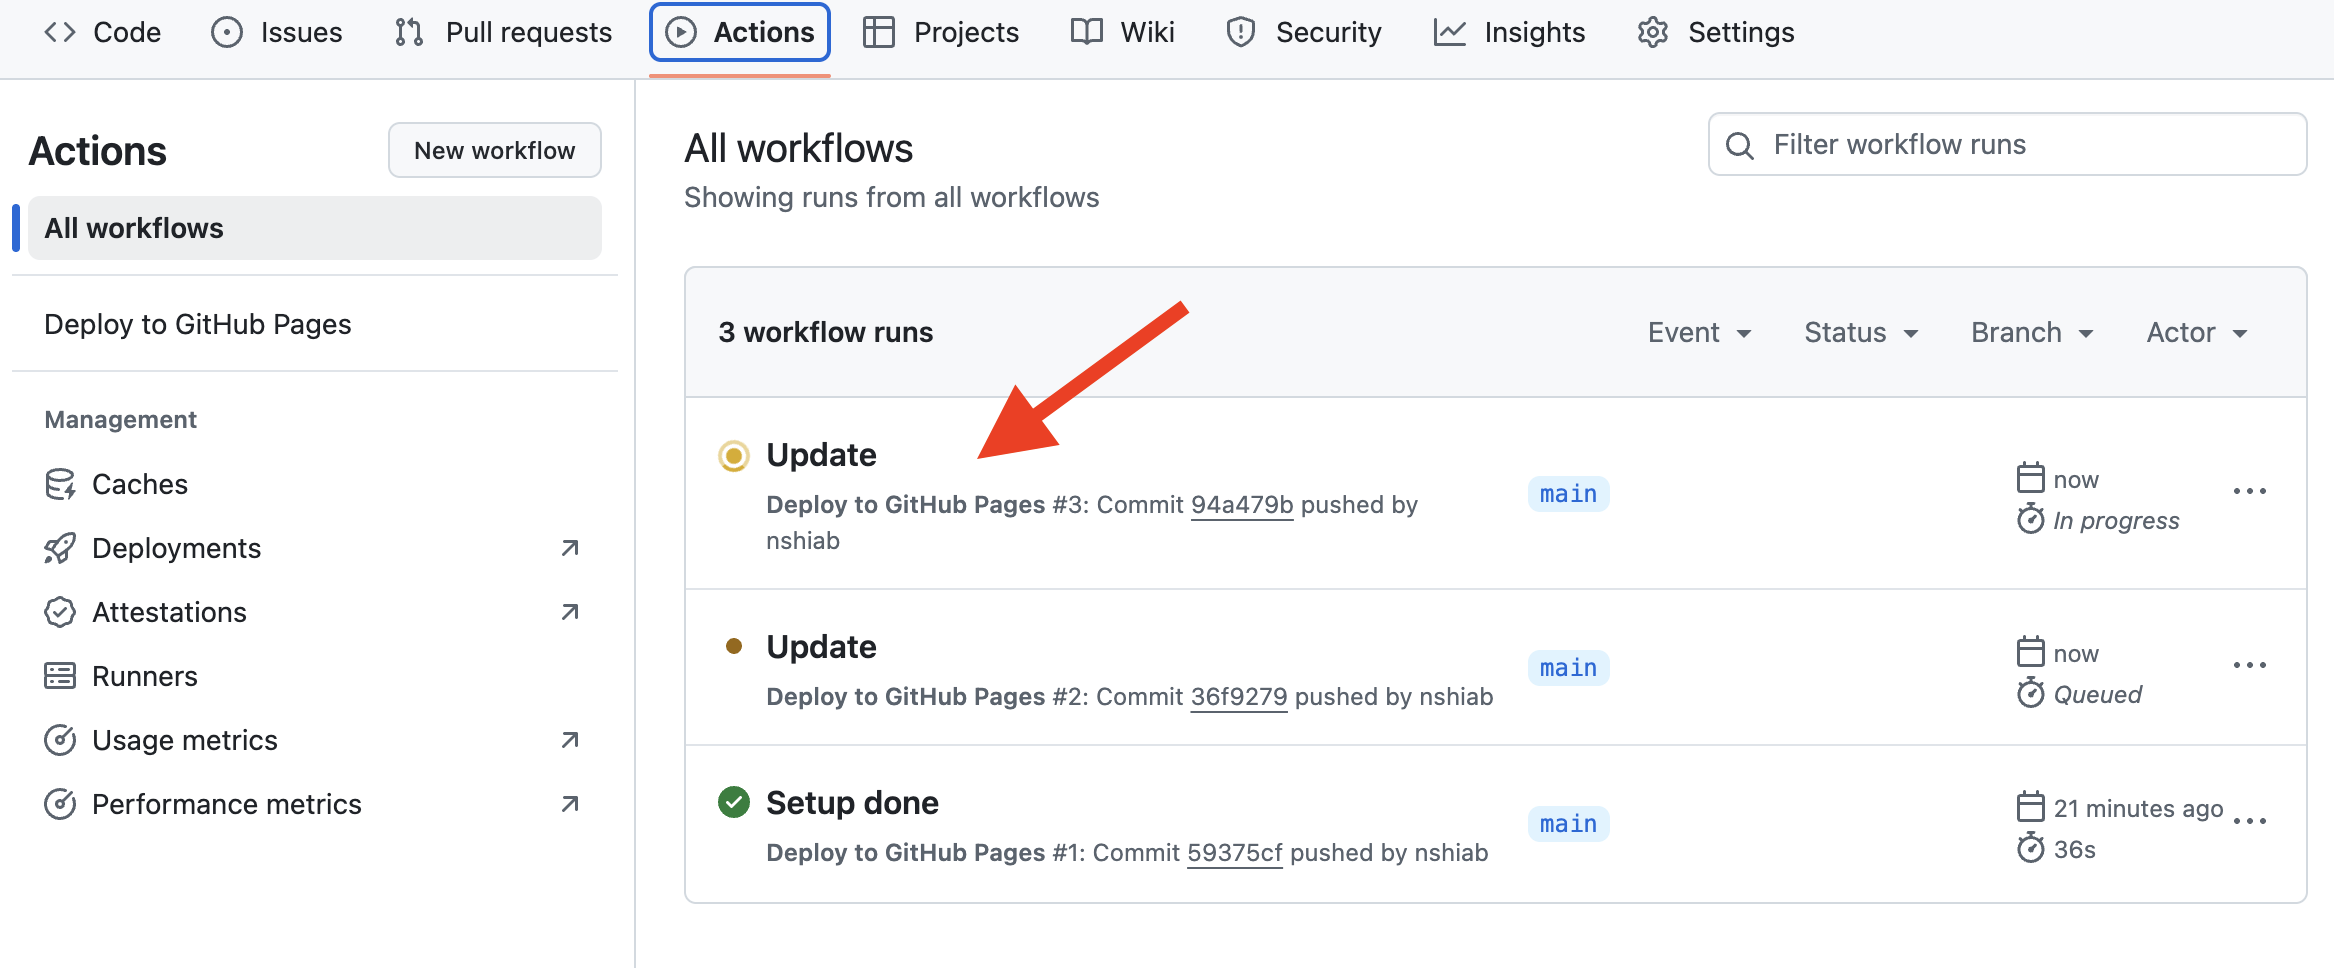 Code Issues Pull requests Actions Projects Wiki Security Insights Settings
Actions
New workflow
All workflows
Deploy to GitHub Pages
Management
Caches
Deployments
Attestations
Runners
Usage metrics
Performance metrics
All workflows
Showing runs from all workflows
Filter workflow runs
3 workflow runs
Event Status Branch Actor
Update
Deploy to GitHub Pages #3: Commit 94a479b pushed by
nshiab
main
now
In progress
Update
Deploy to GitHub Pages #2: Commit 36f9279 pushed by nshiab
main
now
Queued
Setup done
Deploy to GitHub Pages #1: Commit 59375cf pushed by nshiab
main
21 minutes ago
36s